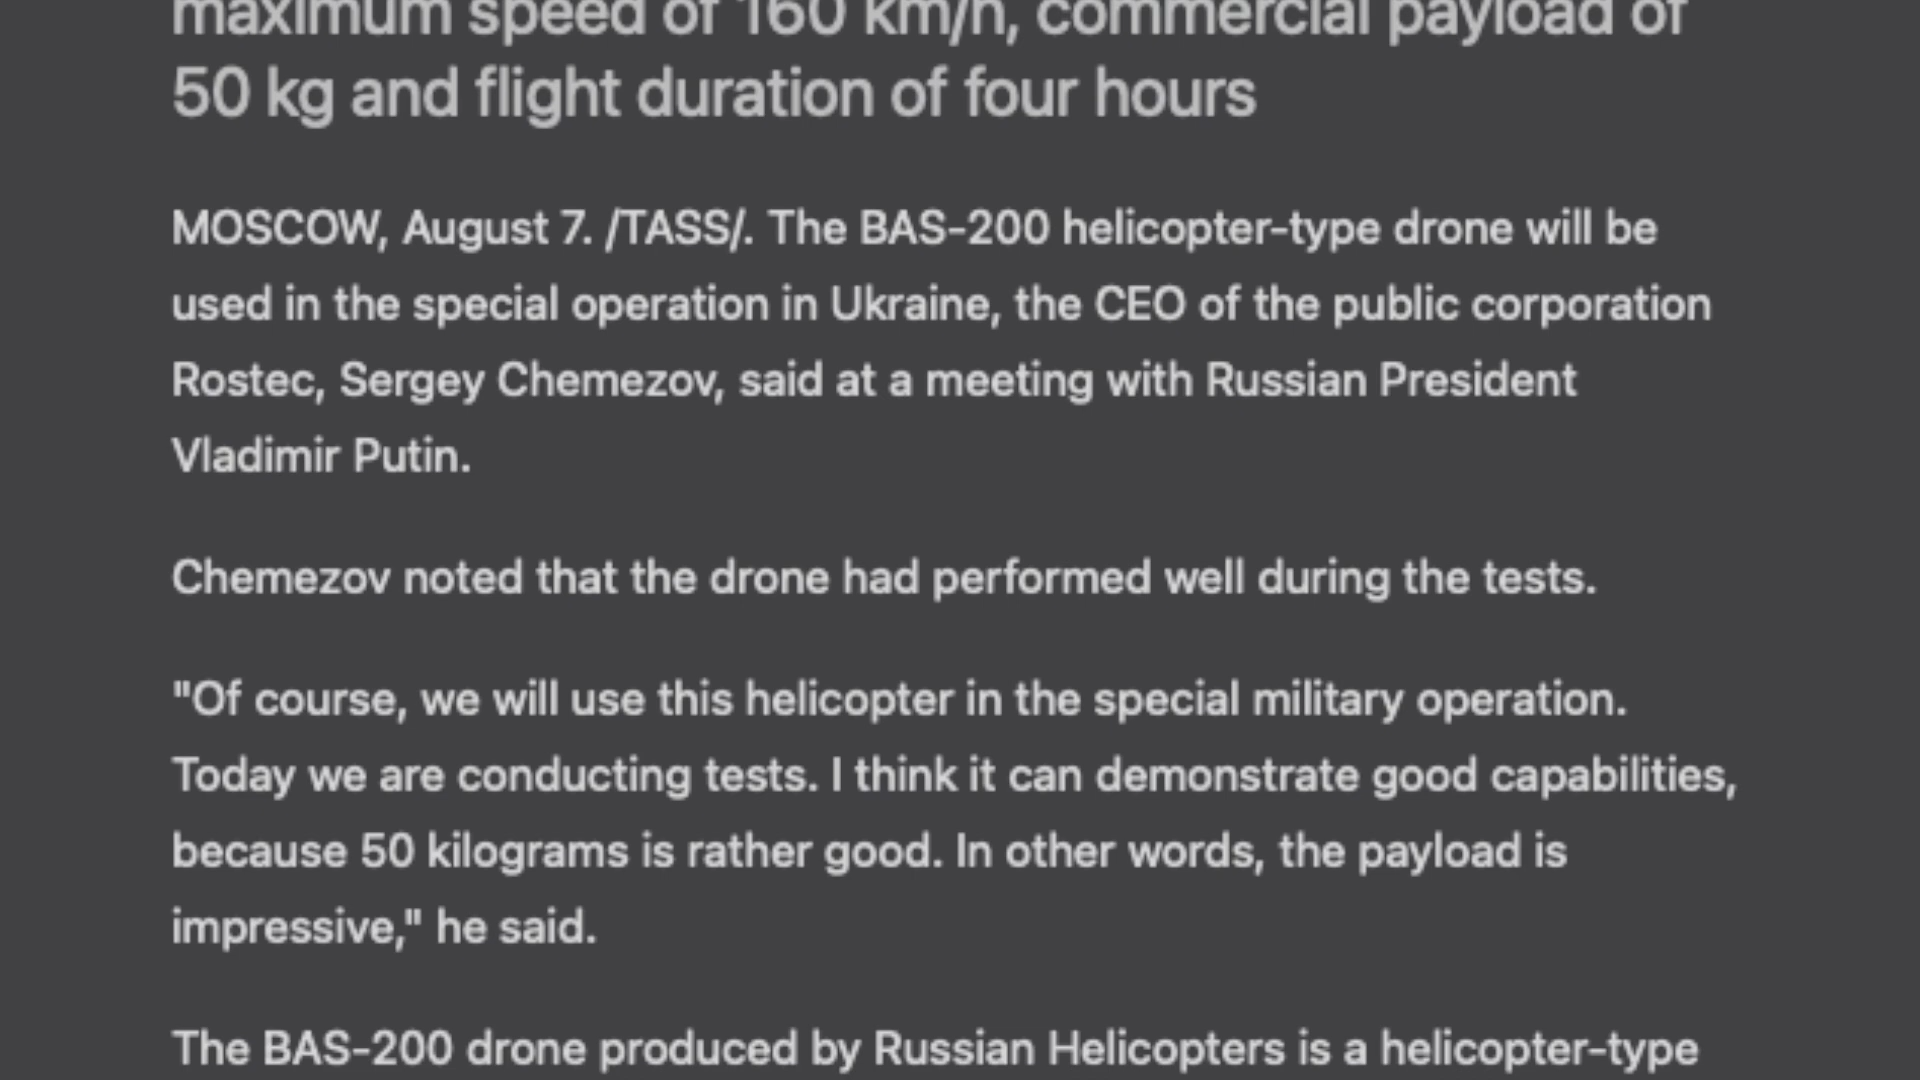 maximum speed of 160 km/h, commercial payload of
50 kg and flight duration of four hours
MOSCOW, August 7. /TASS/. The BAS-200 helicopter-type drone will be
used in the special operation in Ukraine, the CEO of the public corporation
Rostec, Sergey Chemezov, said at a meeting with Russian President
Vladimir Putin.
Chemezov noted that the drone had performed well during the tests.
"Of course, we will use this helicopter in the special military operation.
Today we are conducting tests. I think it can demonstrate good capabilities,
because 50 kilograms is rather good. In other words, the payload is
impressive," he said.
The BAS-200 drone produced by Russian Helicopters is a helicopter-type